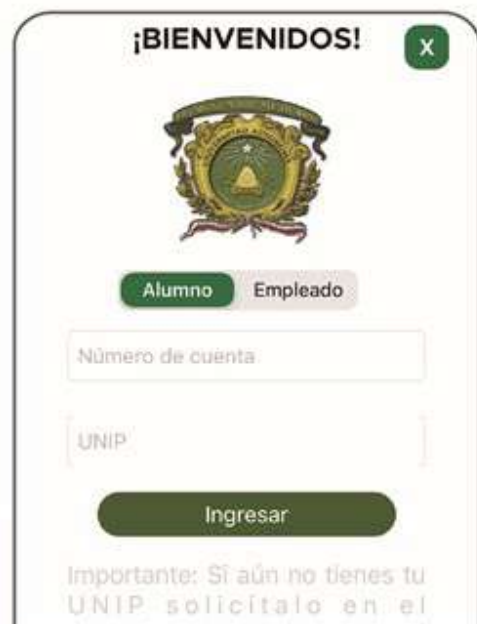 ¡BIENVENIDOS!
X
Alumno
Empleado
Número de cuenta
UNIP
Ingresar
Importante: Si aún no tienes tu
UNIP solicítalo en el